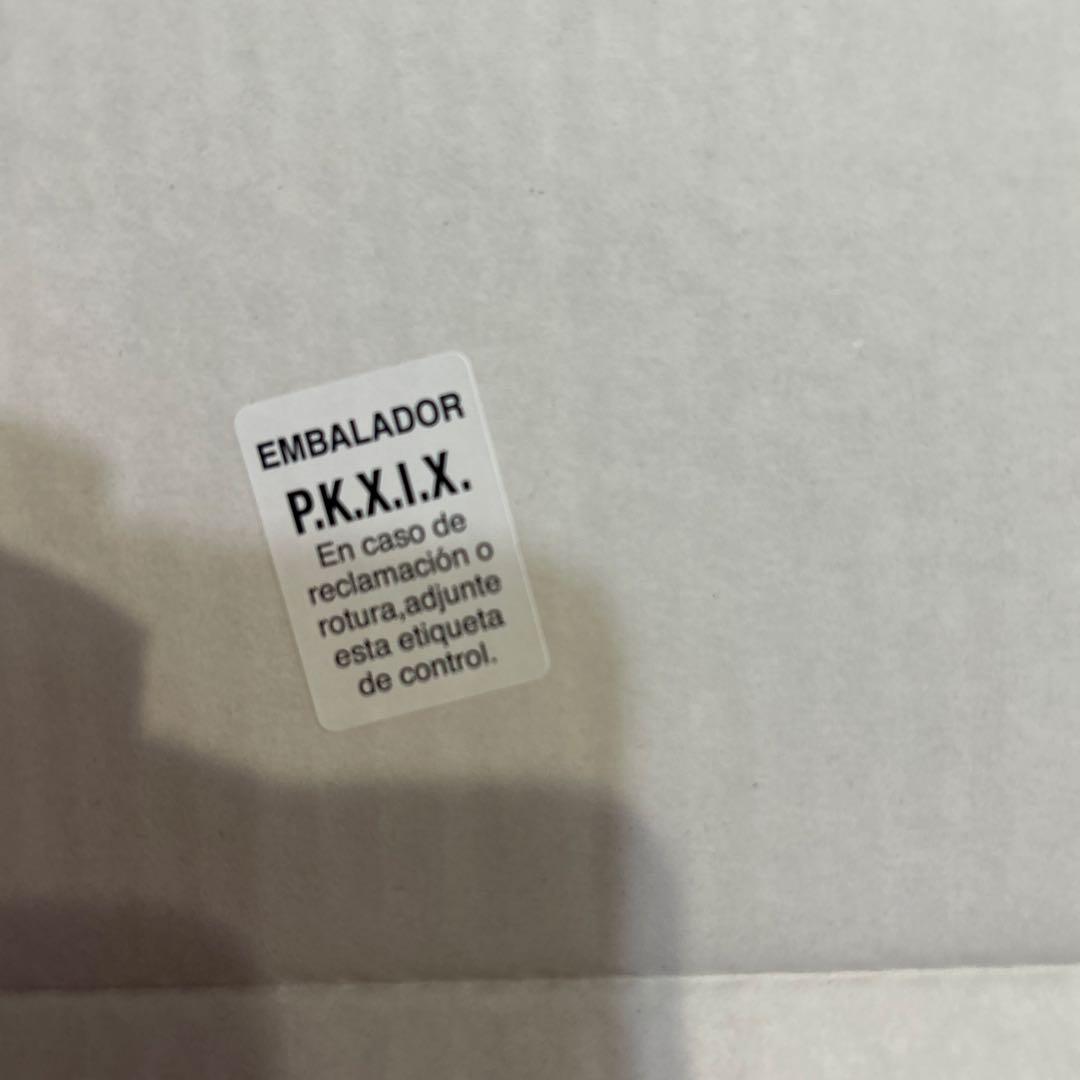 EMBALADOR
P.K.X.I.X.
En caso de
reclamación o
rotura,adjunte
esta etiqueta
de control.